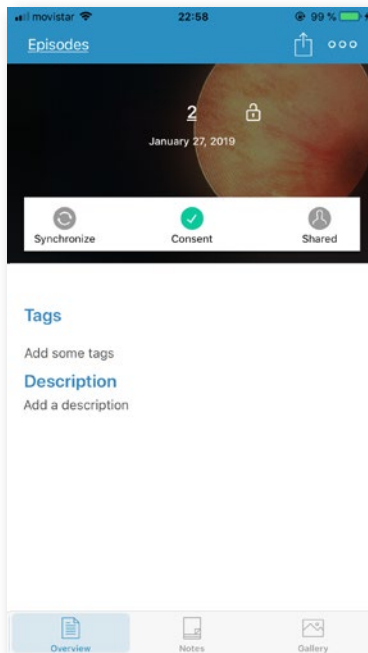 movistar 22:58 99 %
Episodes
2
January 27, 2019
Synchronize Consent Shared
Tags
Add some tags
Description
Add a description
Overview Notes Gallery